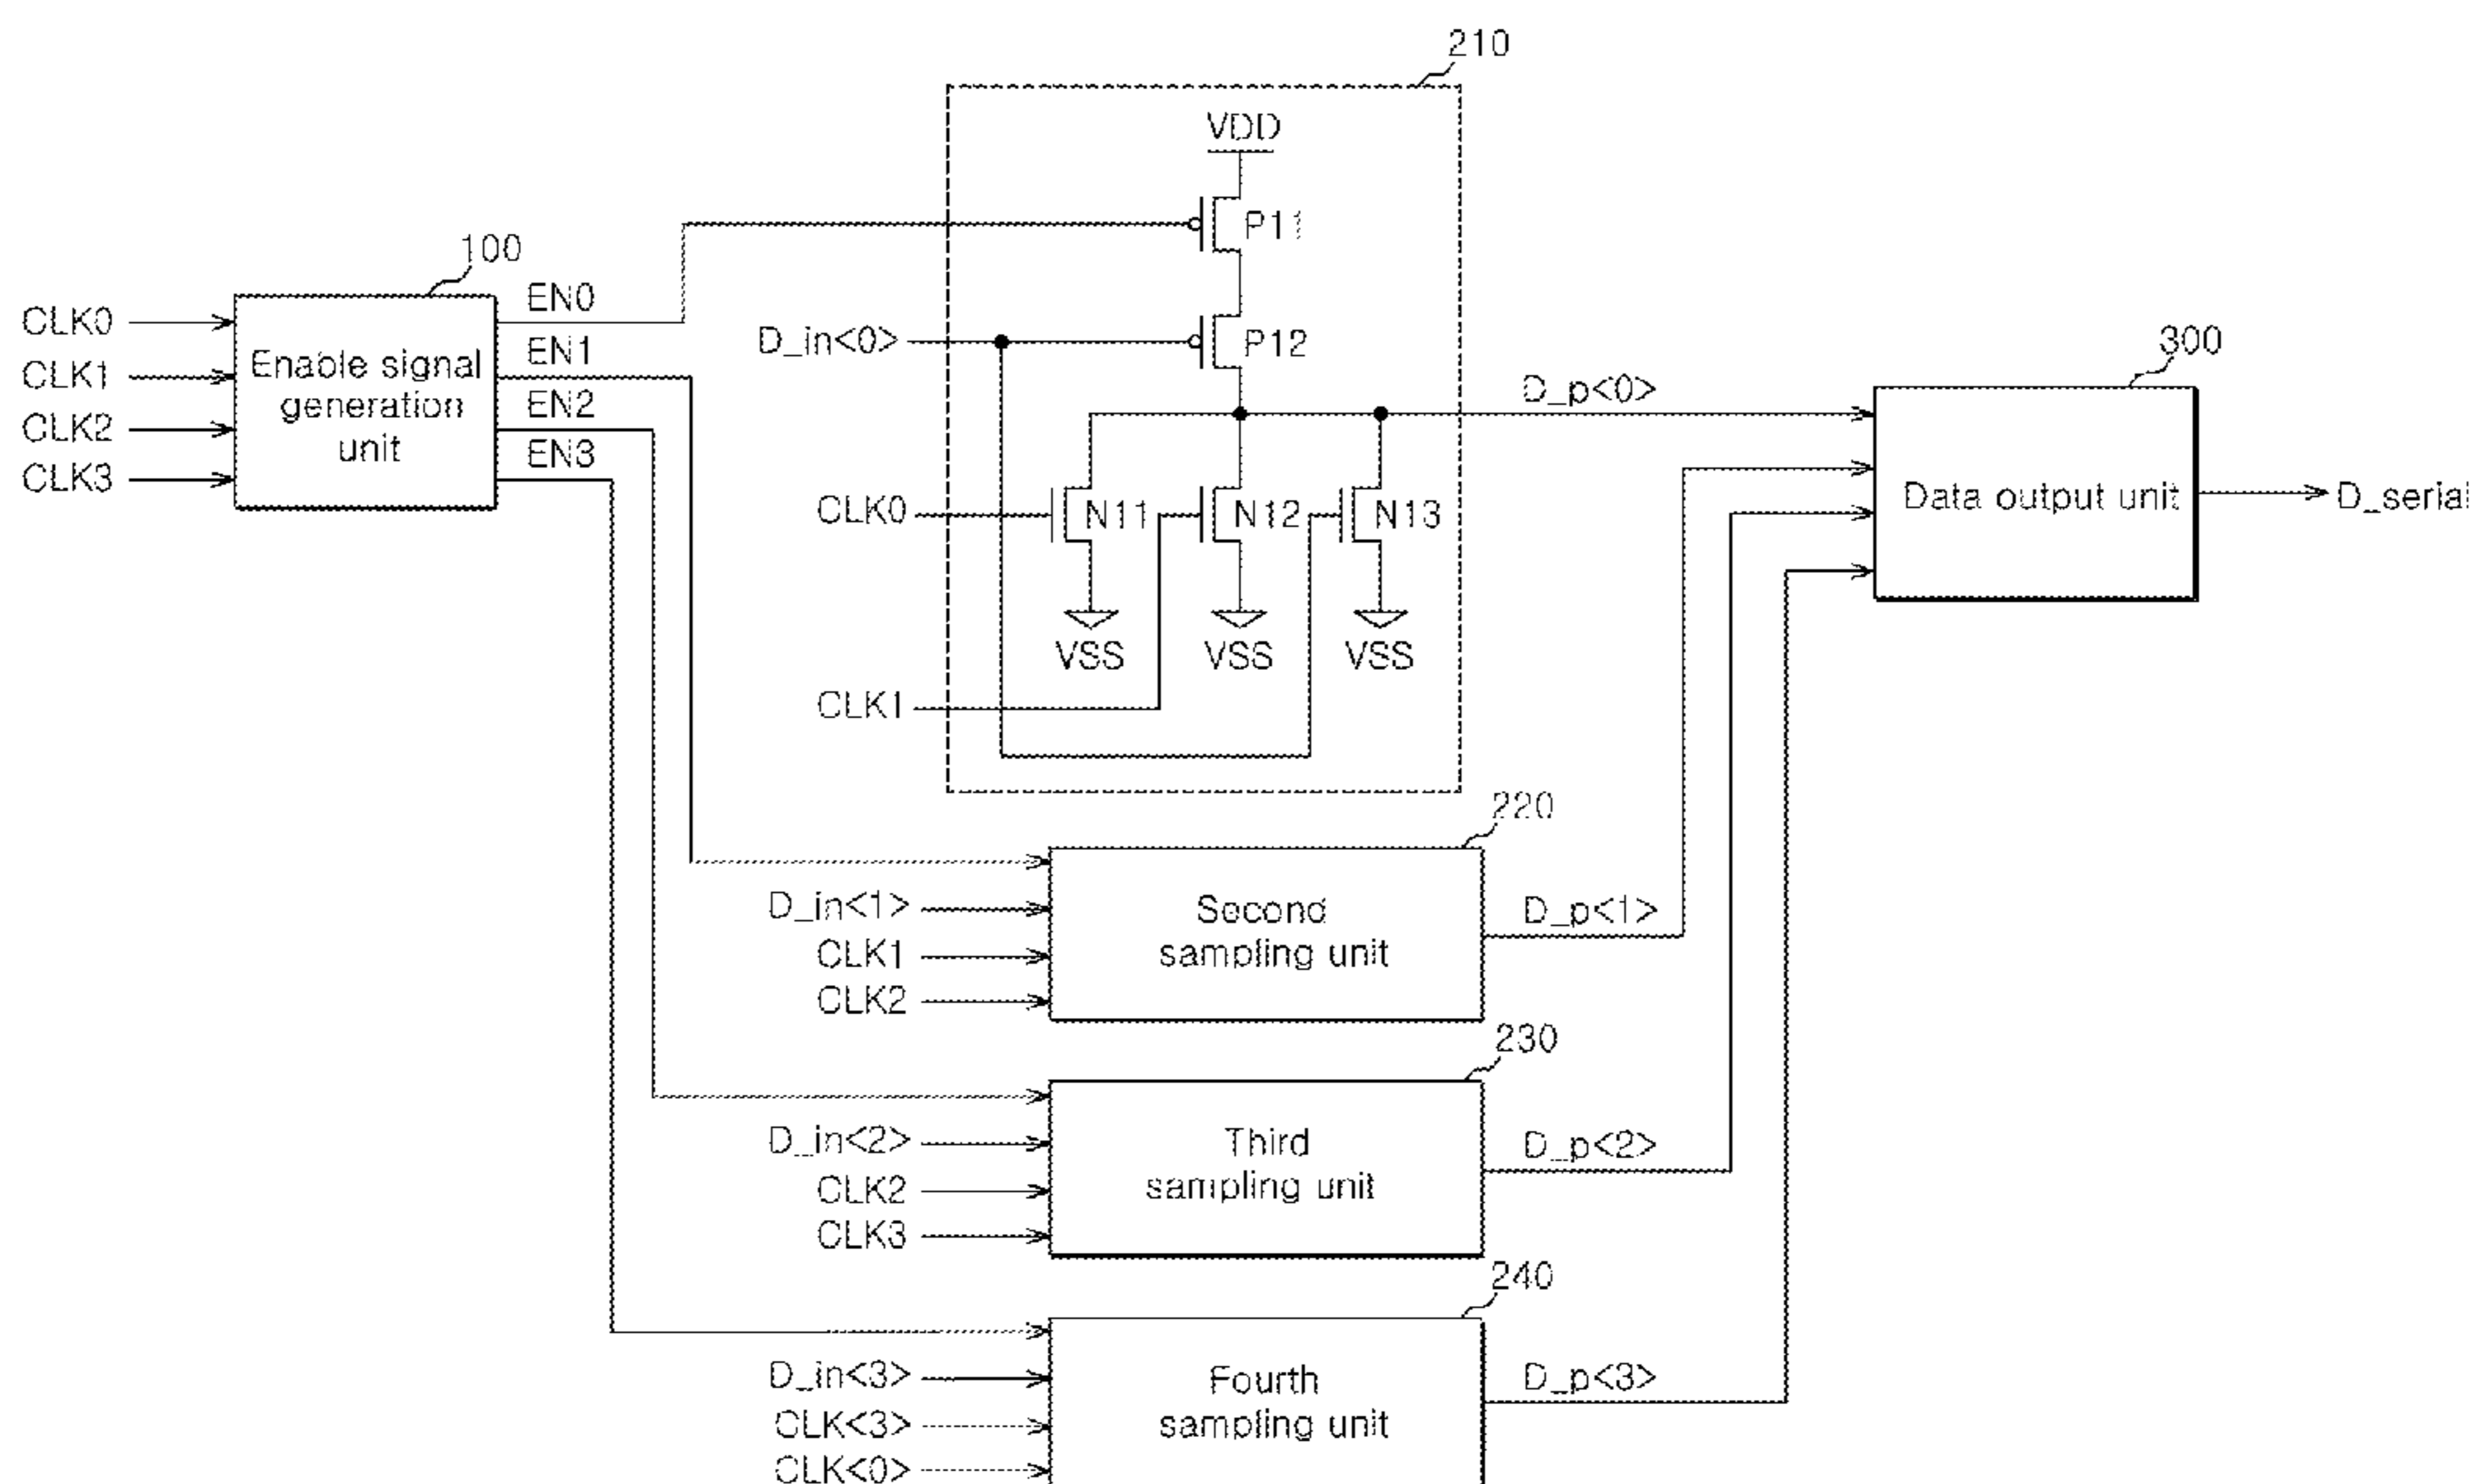 210
VDD
P11
100
EN0
CLK0
EN1
CLK1
EN2
CLK2
EN3
CLK3
Enable signal
generation
unit
D_in<0>
P12
D_p<0>
300
CLK0
N11
N12
N13
Data output unit
D_serial
VSS
VSS
VSS
CLK1
220
D_in<1>
CLK1
CLK2
Second
sampling unit
D_p<1>
230
D_in<2>
CLK2
CLK3
Third
sampling unit
D_p<2>
240
D_in<3>
CLK<3>
CLK<0>
Fourth
sampling unit
D_p<3>